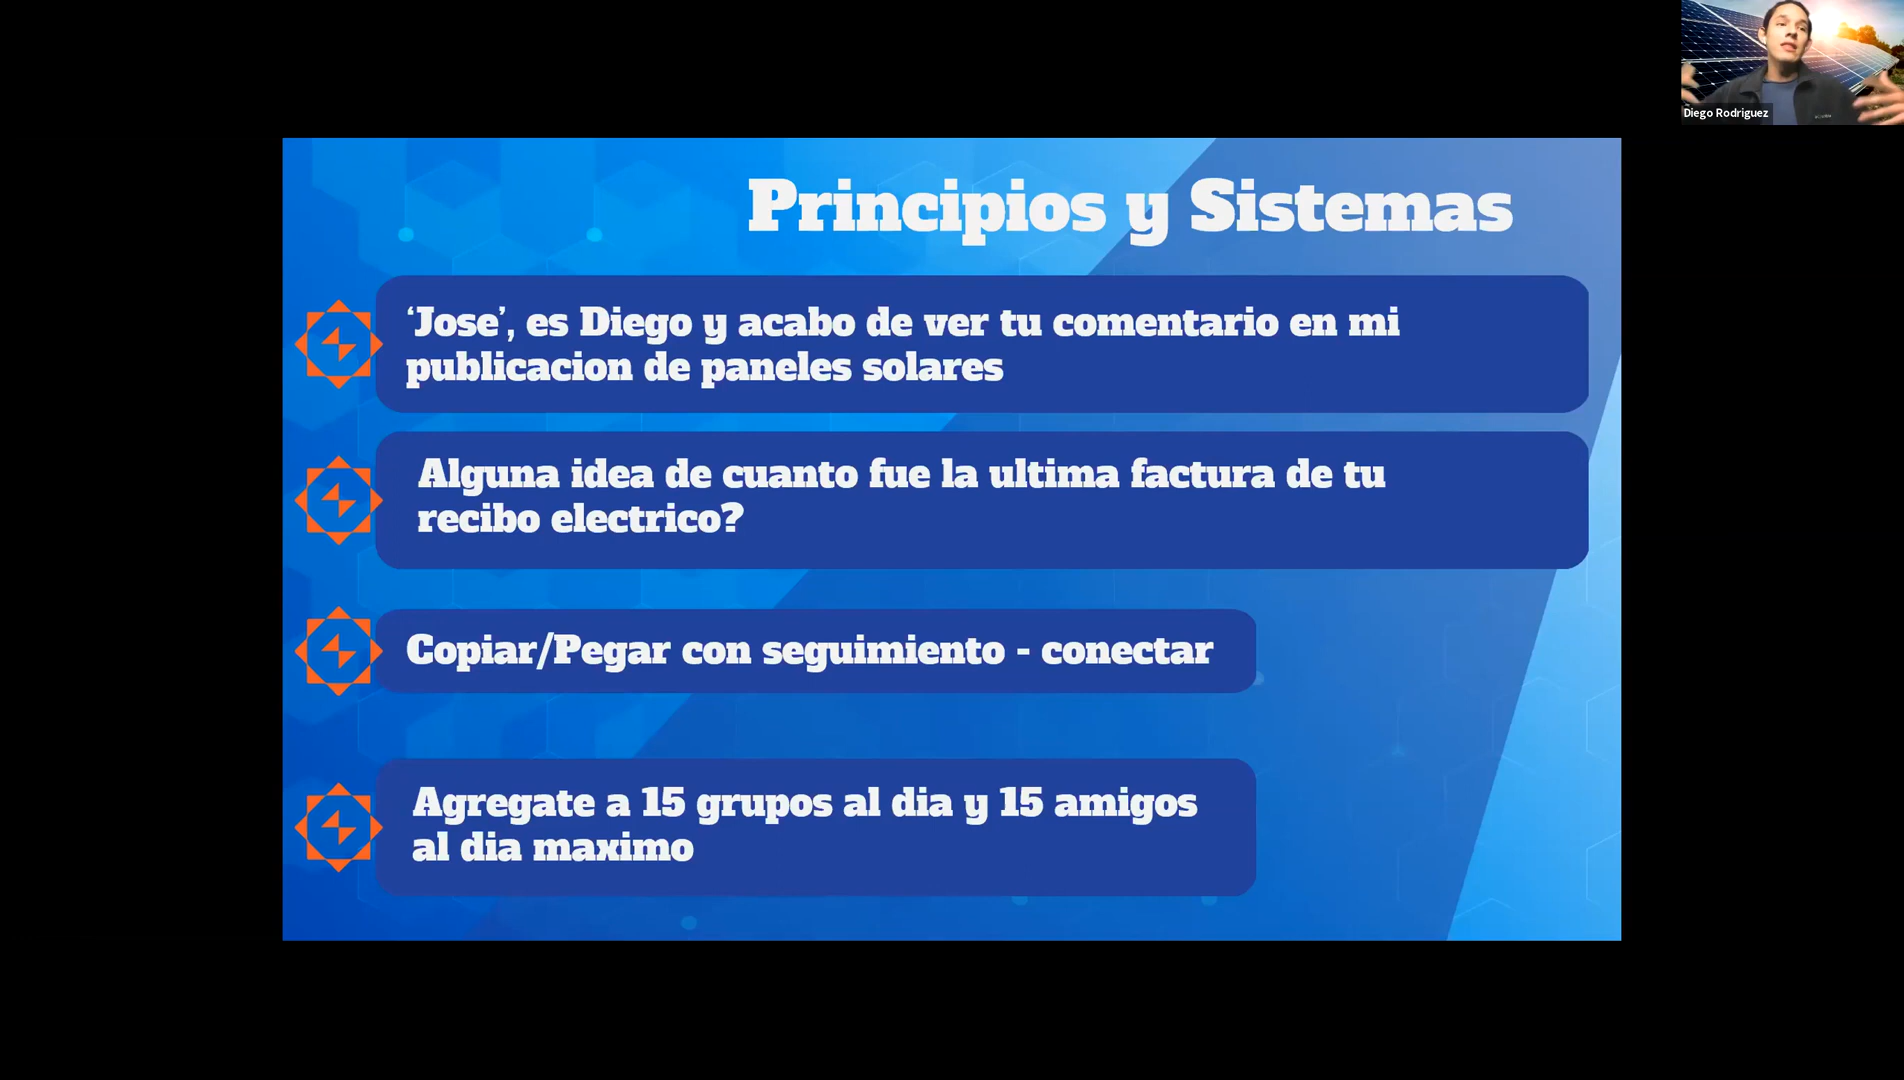 Diego Rodriguez
Principios y Sistemas
‘Jose’, es Diego y acabo de ver tu comentario en mi
publicacion de paneles solares
Alguna idea de cuanto fue la ultima factura de tu
recibo electrico?
Copiar/Pegar con seguimiento - conectar
Agregate a 15 grupos al dia y 15 amigos
al dia maximo